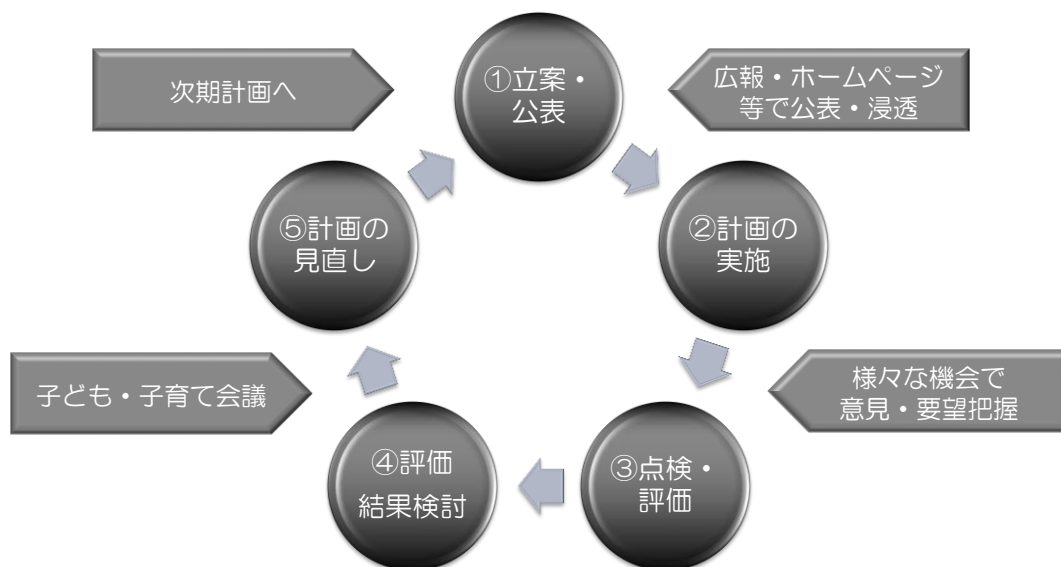 次期計画へ
①立案・
公表
広報・ホームページ
等で公表・浸透
⑤計画の
見直し
②計画の
実施
子ども・子育て会議
様々な機会で
意見・要望把握
④評価
結果検討
③点検・
評価